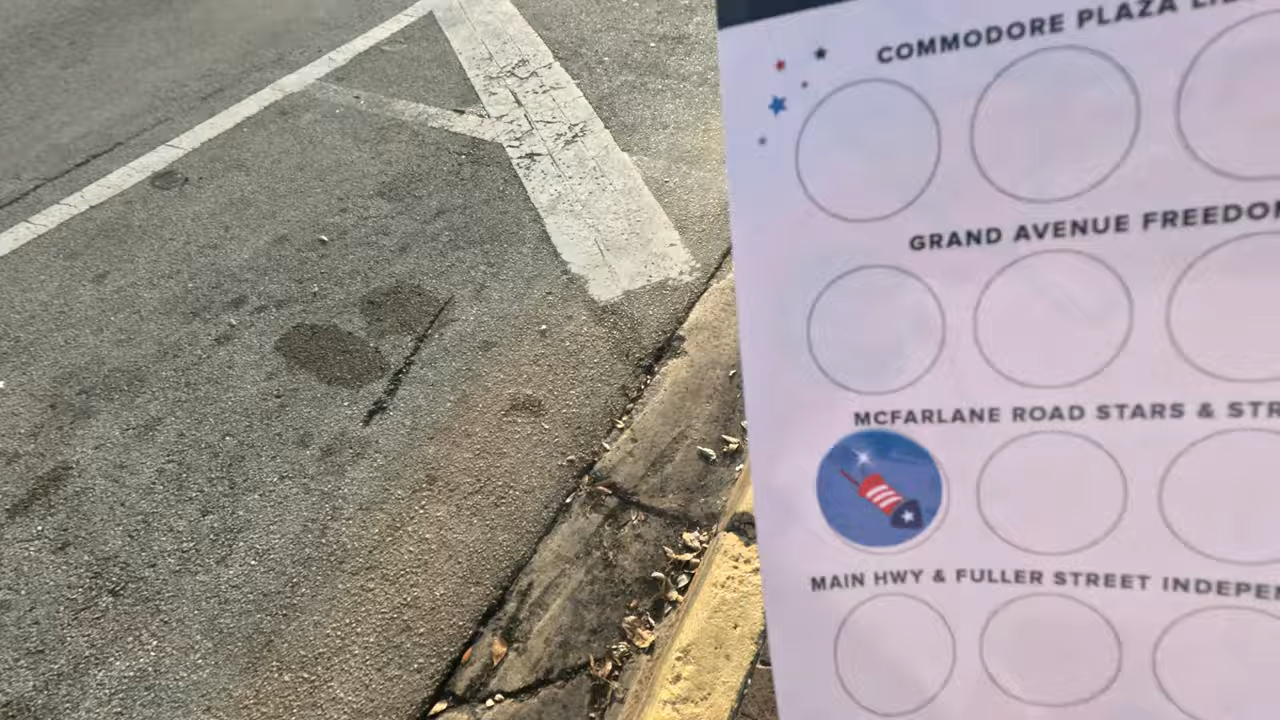 COMMODORE PLAZA
GRAND AVENUE
MCFARLANE ROAD STARS &
MAIN HWY & FULLER STREET